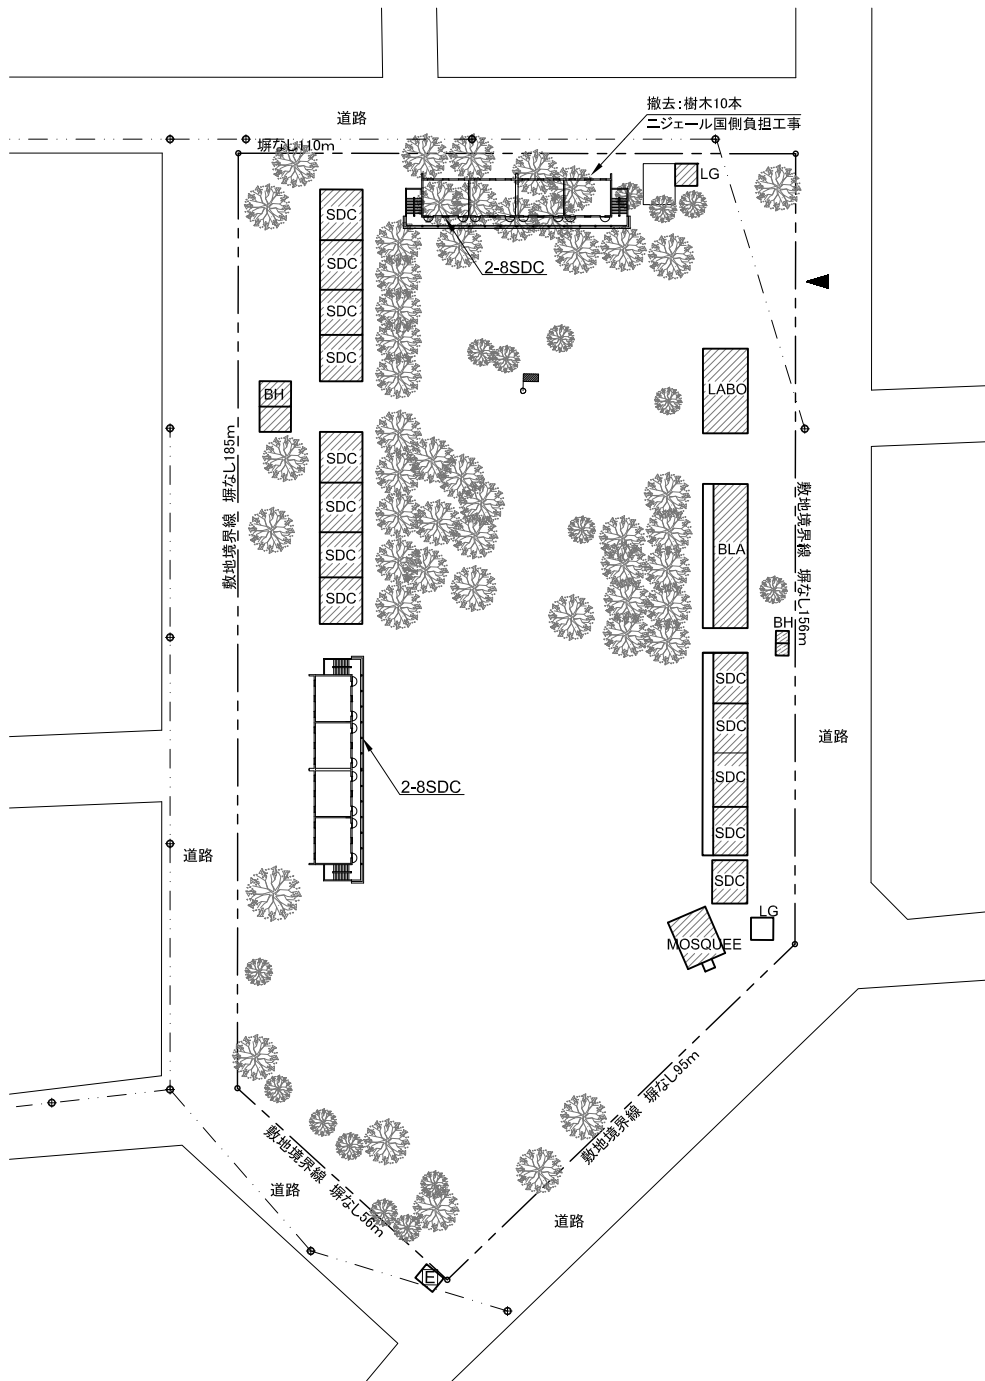 撤去：樹木10本
ニジェール国側負担工事
道路
塀なし110m
LG
SDC
2-8SDC
SDC
SDC
SDC
BH
LABO
SDC
敷地境界線 塀なし185m
SDC
敷地境界線 塀なし156m
BLA
SDC
SDC
BH
SDC
SDC
道路
SDC
2-8SDC
SDC
道路
SDC
LG
MOSQUEE
敷地境界線 塀なし95m
敷地境界線 塀なし56m
道路
道路
E